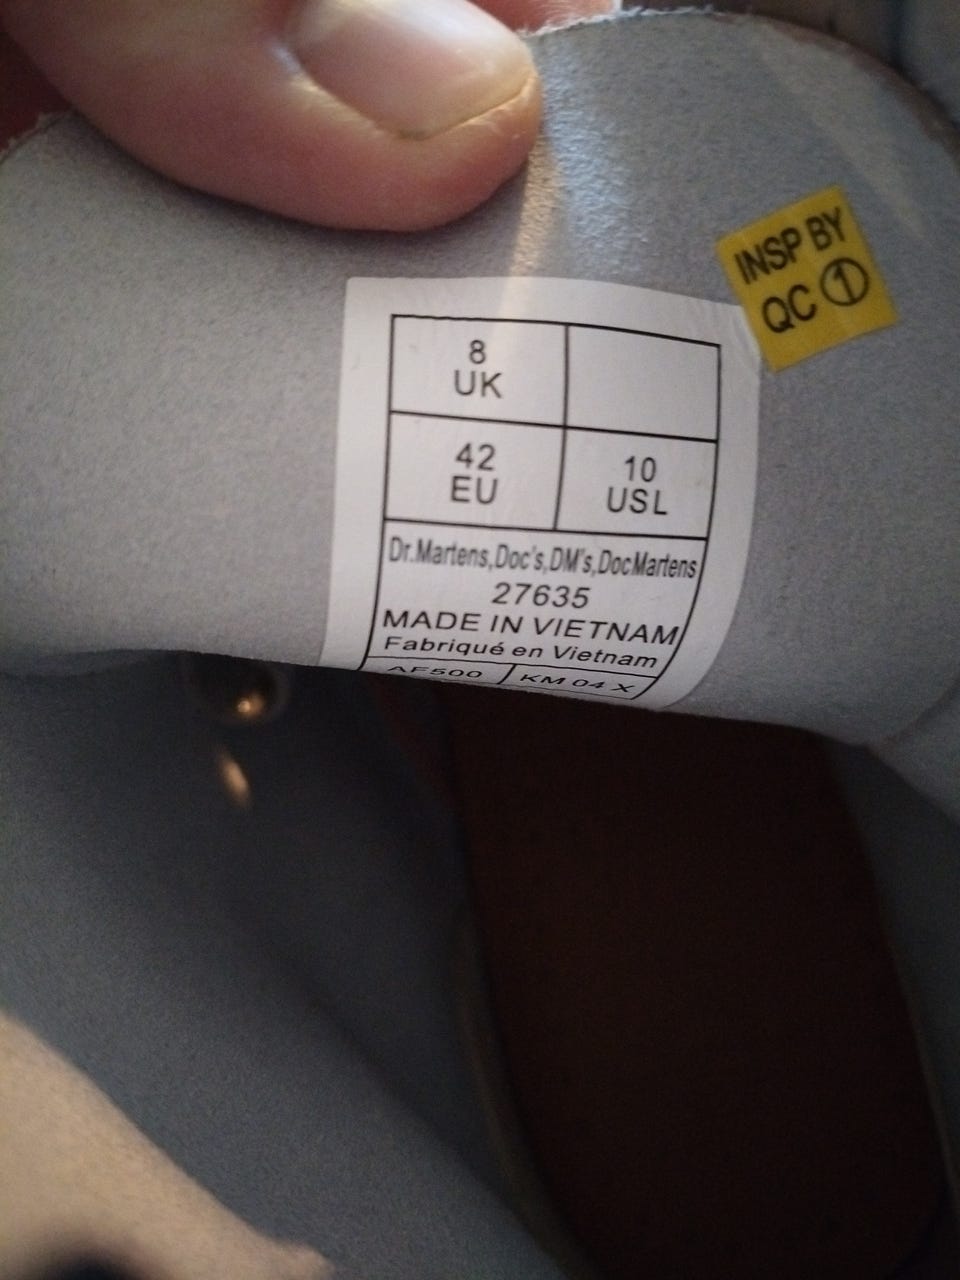 INSP BY
QC ①
8
UK
42
EU
10
USL
Dr.Martens,Doc's,DM's,DocMartens
27635
MADE IN VIETNAM
Fabriqué en Vietnam
AF500
KM 04 X